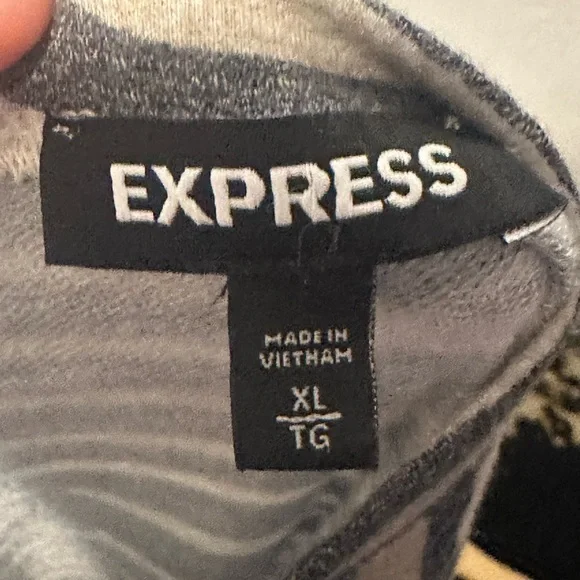 EXPRESS
MADE IN
VIETNAM
XL
TG